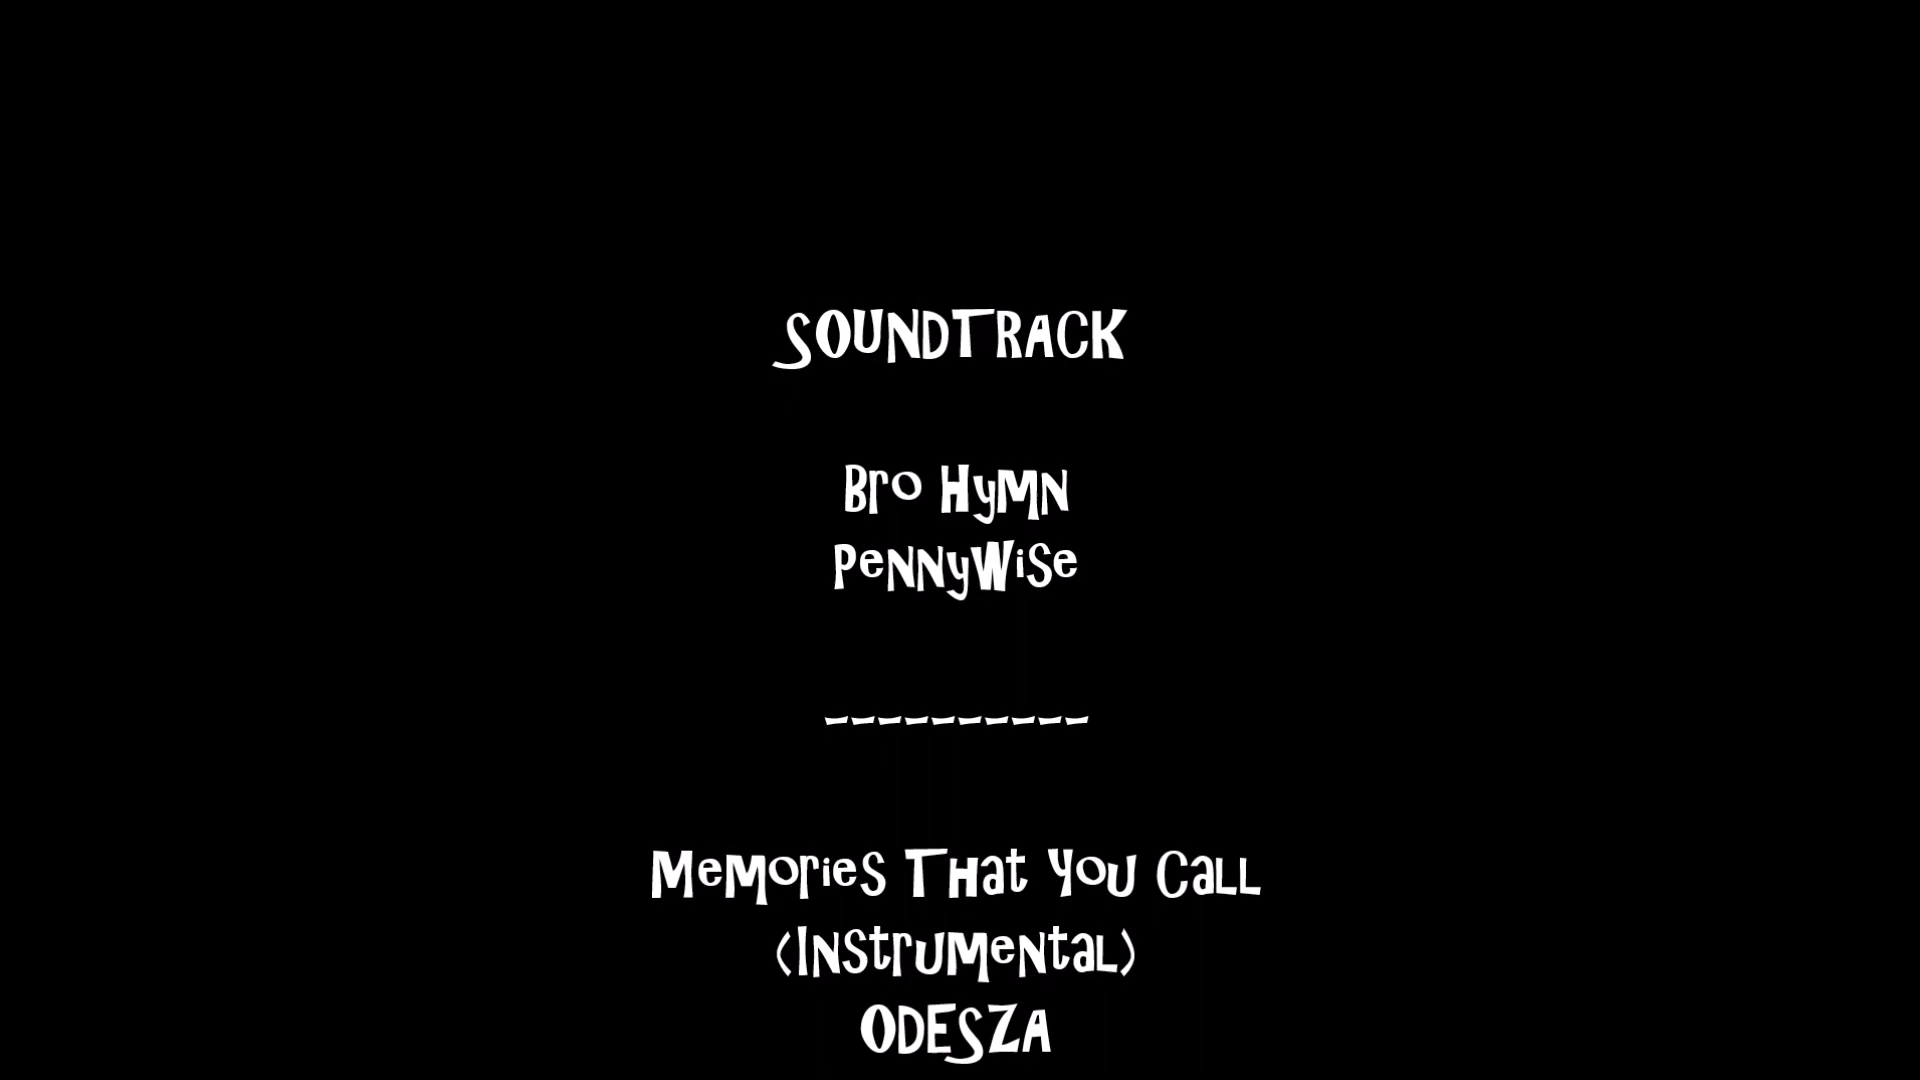 SOUNDTRACK
Bro Hymn
Pennywise
----------
Memories That You Call
(Instrumental)
ODESZA